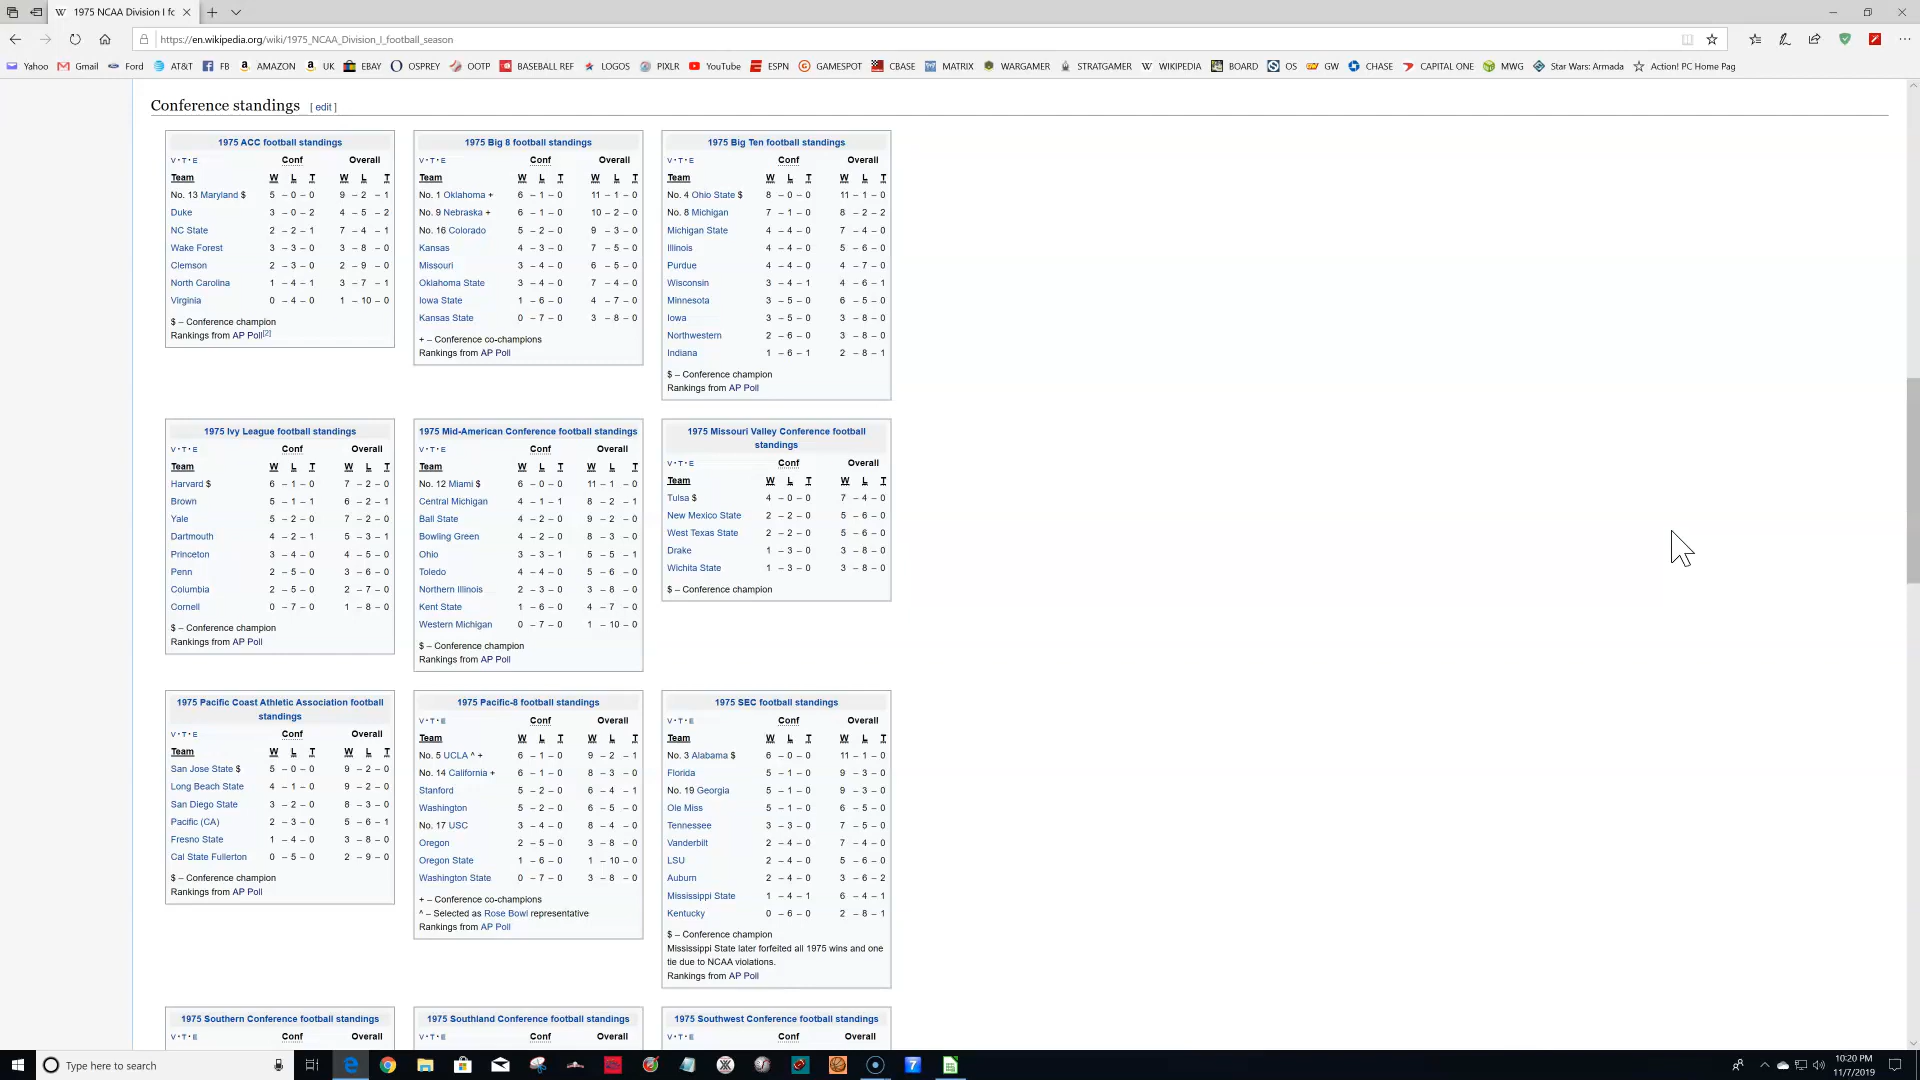 1975 NCAA Division I fc
https://en.wikipedia.org/wiki/1975_NCAA_Division_I_football_season
Yahoo Gmail Ford AT&T FB AMAZON UK EBAY OSPREY OOTP BASEBALL REF LOGOS PIXLR YouTube ESPN GAMESPOT CBASE MATRIX WARGAMER STRATGAMER WIKIPEDIA BOARD OS GW CHASE CAPITAL ONE MWG Star Wars: Armada Action! PC Home Pag
Conference standings [ edit ]
1975 ACC football standings
V · T · E Conf Overall
Team W L T W L T
No. 13 Maryland $ 5 – 0 – 0 9 – 2 – 1
Duke 3 – 0 – 2 4 – 5 – 2
NC State 2 – 2 – 1 7 – 4 – 1
Wake Forest 3 – 3 – 0 3 – 8 – 0
Clemson 2 – 3 – 0 2 – 9 – 0
North Carolina 1 – 4 – 1 3 – 7 – 1
Virginia 0 – 4 – 0 1 – 10 – 0
$ – Conference champion
Rankings from AP Poll[2]
1975 Big 8 football standings
V · T · E Conf Overall
Team W L T W L T
No. 1 Oklahoma + 6 – 1 – 0 11 – 1 – 0
No. 9 Nebraska + 6 – 1 – 0 10 – 2 – 0
No. 16 Colorado 5 – 2 – 0 9 – 3 – 0
Kansas 4 – 3 – 0 7 – 5 – 0
Missouri 3 – 4 – 0 6 – 5 – 0
Oklahoma State 3 – 4 – 0 7 – 4 – 0
Iowa State 1 – 6 – 0 4 – 7 – 0
Kansas State 0 – 7 – 0 3 – 8 – 0
+ – Conference co-champions
Rankings from AP Poll
1975 Big Ten football standings
V · T · E Conf Overall
Team W L T W L T
No. 4 Ohio State $ 8 – 0 – 0 11 – 1 – 0
No. 8 Michigan 7 – 1 – 0 8 – 2 – 2
Michigan State 4 – 4 – 0 7 – 4 – 0
Illinois 4 – 4 – 0 5 – 6 – 0
Purdue 4 – 4 – 0 4 – 7 – 0
Wisconsin 3 – 4 – 1 4 – 6 – 1
Minnesota 3 – 5 – 0 6 – 5 – 0
Iowa 3 – 5 – 0 3 – 8 – 0
Northwestern 2 – 6 – 0 3 – 8 – 0
Indiana 1 – 6 – 1 2 – 8 – 1
$ – Conference champion
Rankings from AP Poll
1975 Ivy League football standings
V · T · E Conf Overall
Team W L T W L T
Harvard $ 6 – 1 – 0 7 – 2 – 0
Brown 5 – 1 – 1 6 – 2 – 1
Yale 5 – 2 – 0 7 – 2 – 0
Dartmouth 4 – 2 – 1 5 – 3 – 1
Princeton 3 – 4 – 0 4 – 5 – 0
Penn 2 – 5 – 0 3 – 6 – 0
Columbia 2 – 5 – 0 2 – 7 – 0
Cornell 0 – 7 – 0 1 – 8 – 0
$ – Conference champion
Rankings from AP Poll
1975 Mid-American Conference football standings
V · T · E Conf Overall
Team W L T W L T
No. 12 Miami $ 6 – 0 – 0 11 – 1 – 0
Central Michigan 4 – 1 – 1 8 – 2 – 1
Ball State 4 – 2 – 0 9 – 2 – 0
Bowling Green 4 – 2 – 0 8 – 3 – 0
Ohio 3 – 3 – 1 5 – 5 – 1
Toledo 4 – 4 – 0 5 – 6 – 0
Northern Illinois 2 – 3 – 0 3 – 8 – 0
Kent State 1 – 6 – 0 4 – 7 – 0
Western Michigan 0 – 7 – 0 1 – 10 – 0
$ – Conference champion
Rankings from AP Poll
1975 Missouri Valley Conference football
standings
V · T · E Conf Overall
Team W L T W L T
Tulsa $ 4 – 0 – 0 7 – 4 – 0
New Mexico State 2 – 2 – 0 5 – 6 – 0
West Texas State 2 – 2 – 0 5 – 6 – 0
Drake 1 – 3 – 0 3 – 8 – 0
Wichita State 1 – 3 – 0 3 – 8 – 0
$ – Conference champion
1975 Pacific Coast Athletic Association football
standings
V · T · E Conf Overall
Team W L T W L T
San Jose State $ 5 – 0 – 0 9 – 2 – 0
Long Beach State 4 – 1 – 0 9 – 2 – 0
San Diego State 3 – 2 – 0 8 – 3 – 0
Pacific (CA) 2 – 3 – 0 5 – 6 – 1
Fresno State 1 – 4 – 0 3 – 8 – 0
Cal State Fullerton 0 – 5 – 0 2 – 9 – 0
$ – Conference champion
Rankings from AP Poll
1975 Pacific-8 football standings
V · T · E Conf Overall
Team W L T W L T
No. 5 UCLA ^ + 6 – 1 – 0 9 – 2 – 1
No. 14 California + 6 – 1 – 0 8 – 3 – 0
Stanford 5 – 2 – 0 6 – 4 – 1
Washington 5 – 2 – 0 6 – 5 – 0
No. 17 USC 3 – 4 – 0 8 – 4 – 0
Oregon 2 – 5 – 0 3 – 8 – 0
Oregon State 1 – 6 – 0 1 – 10 – 0
Washington State 0 – 7 – 0 3 – 8 – 0
+ – Conference co-champions
^ – Selected as Rose Bowl representative
Rankings from AP Poll
1975 SEC football standings
V · T · E Conf Overall
Team W L T W L T
No. 3 Alabama $ 6 – 0 – 0 11 – 1 – 0
Florida 5 – 1 – 0 9 – 3 – 0
No. 19 Georgia 5 – 1 – 0 9 – 3 – 0
Ole Miss 5 – 1 – 0 6 – 5 – 0
Tennessee 3 – 3 – 0 7 – 5 – 0
Vanderbilt 2 – 4 – 0 7 – 4 – 0
LSU 2 – 4 – 0 5 – 6 – 0
Auburn 2 – 4 – 0 3 – 6 – 2
Mississippi State 1 – 4 – 1 6 – 4 – 1
Kentucky 0 – 6 – 0 2 – 8 – 1
$ – Conference champion
Mississippi State later forfeited all 1975 wins and one
tie due to NCAA violations.
Rankings from AP Poll
1975 Southern Conference football standings
V · T · E Conf Overall
1975 Southland Conference football standings
V · T · E Conf Overall
1975 Southwest Conference football standings
V · T · E Conf Overall
Type here to search
10:20 PM
11/7/2019